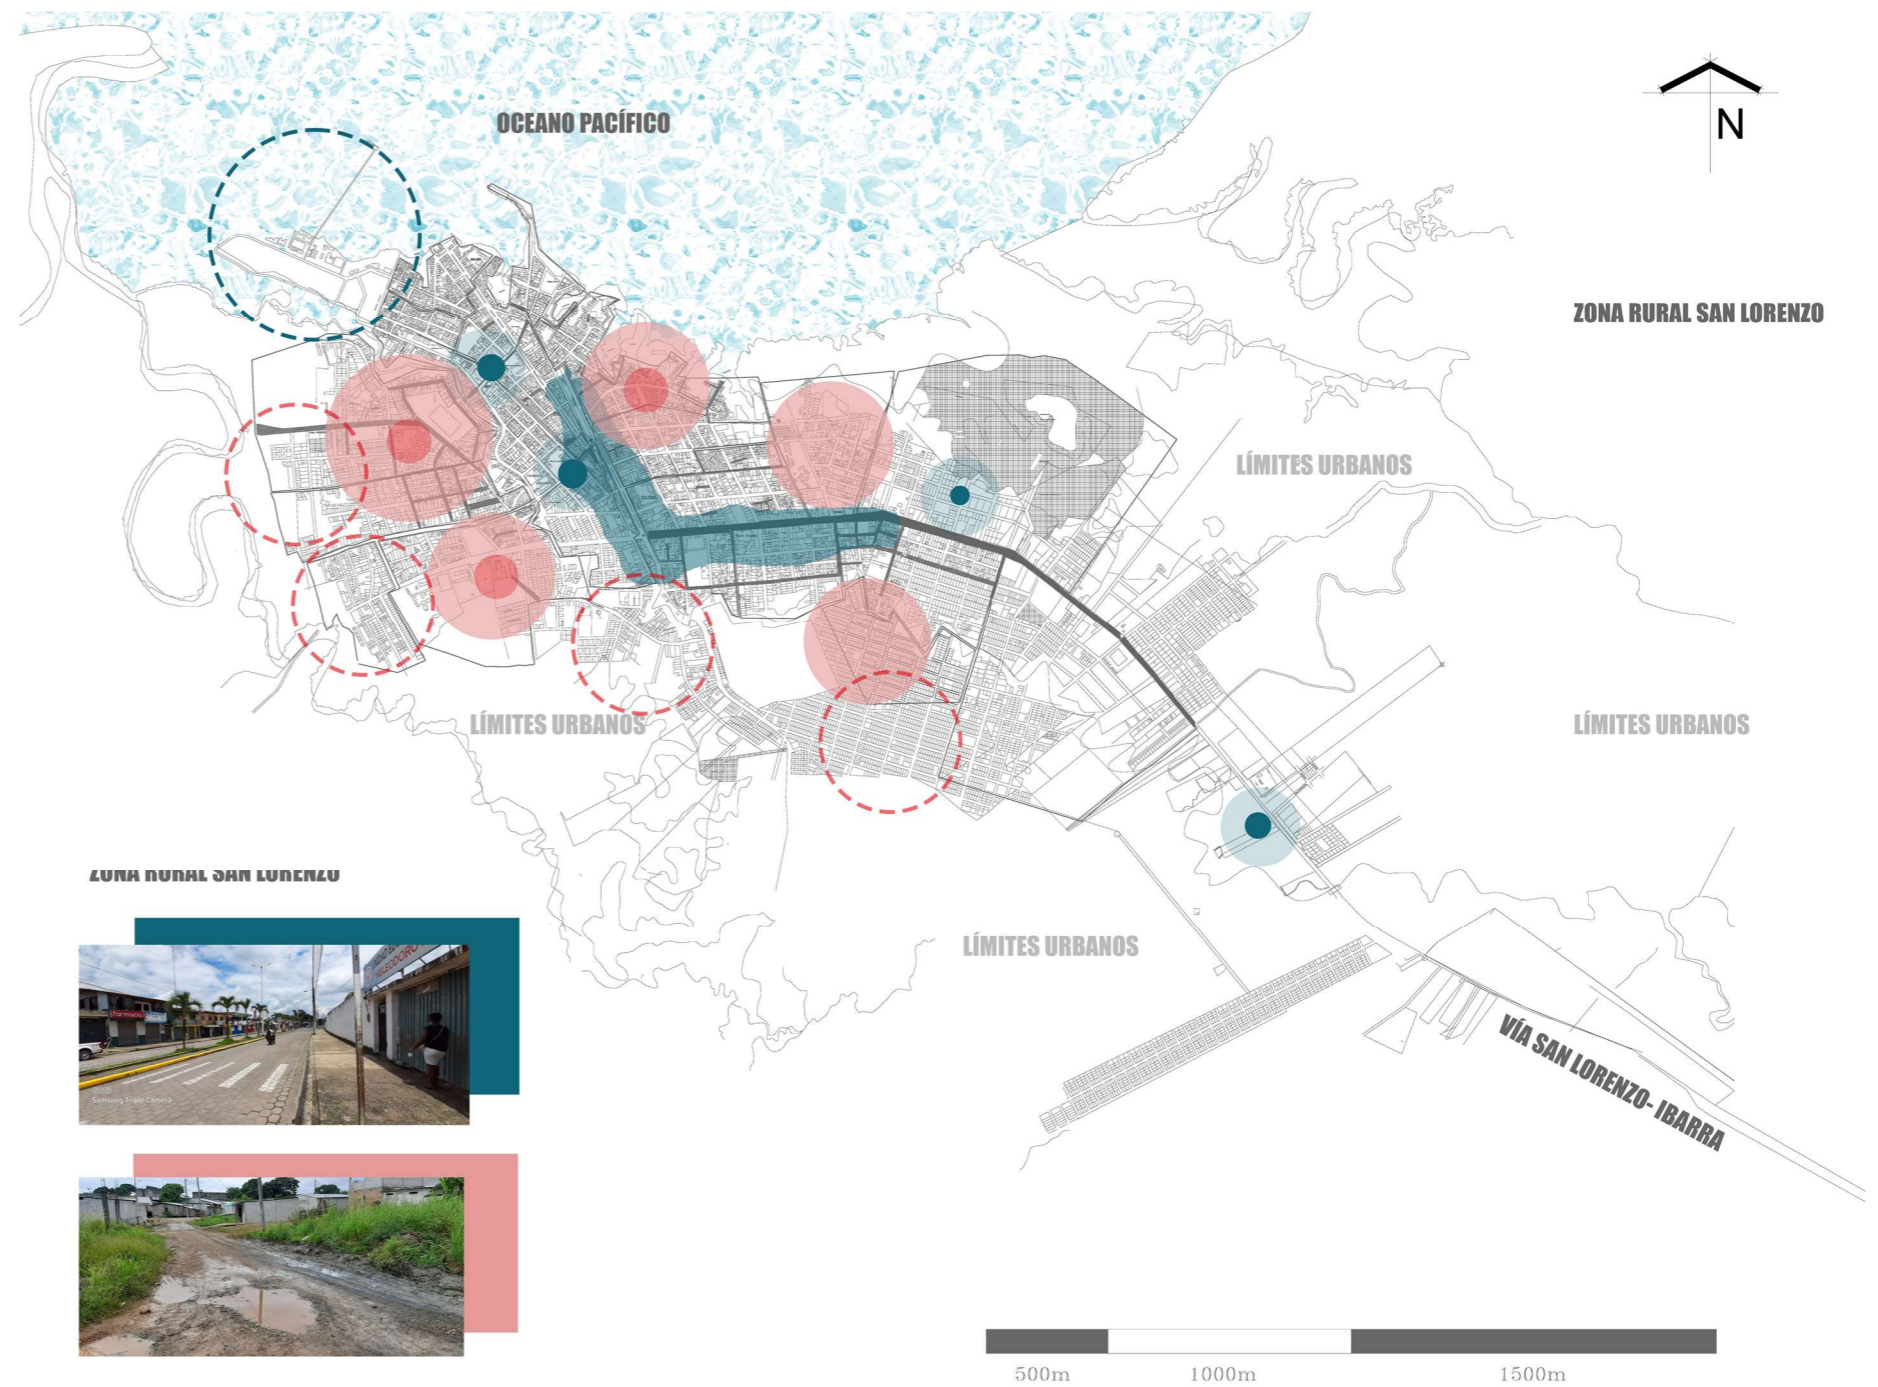 OCEANO PACÍFICO
N
ZONA RURAL SAN LORENZO
LÍMITES URBANOS
LÍMITES URBANOS
LÍMITES URBANOS
ZONA RURAL SAN LORENZO
LÍMITES URBANOS
VÍA SAN LORENZO- IBARRA
farmacia
Samsung Triple Camera
500m
1000m
1500m